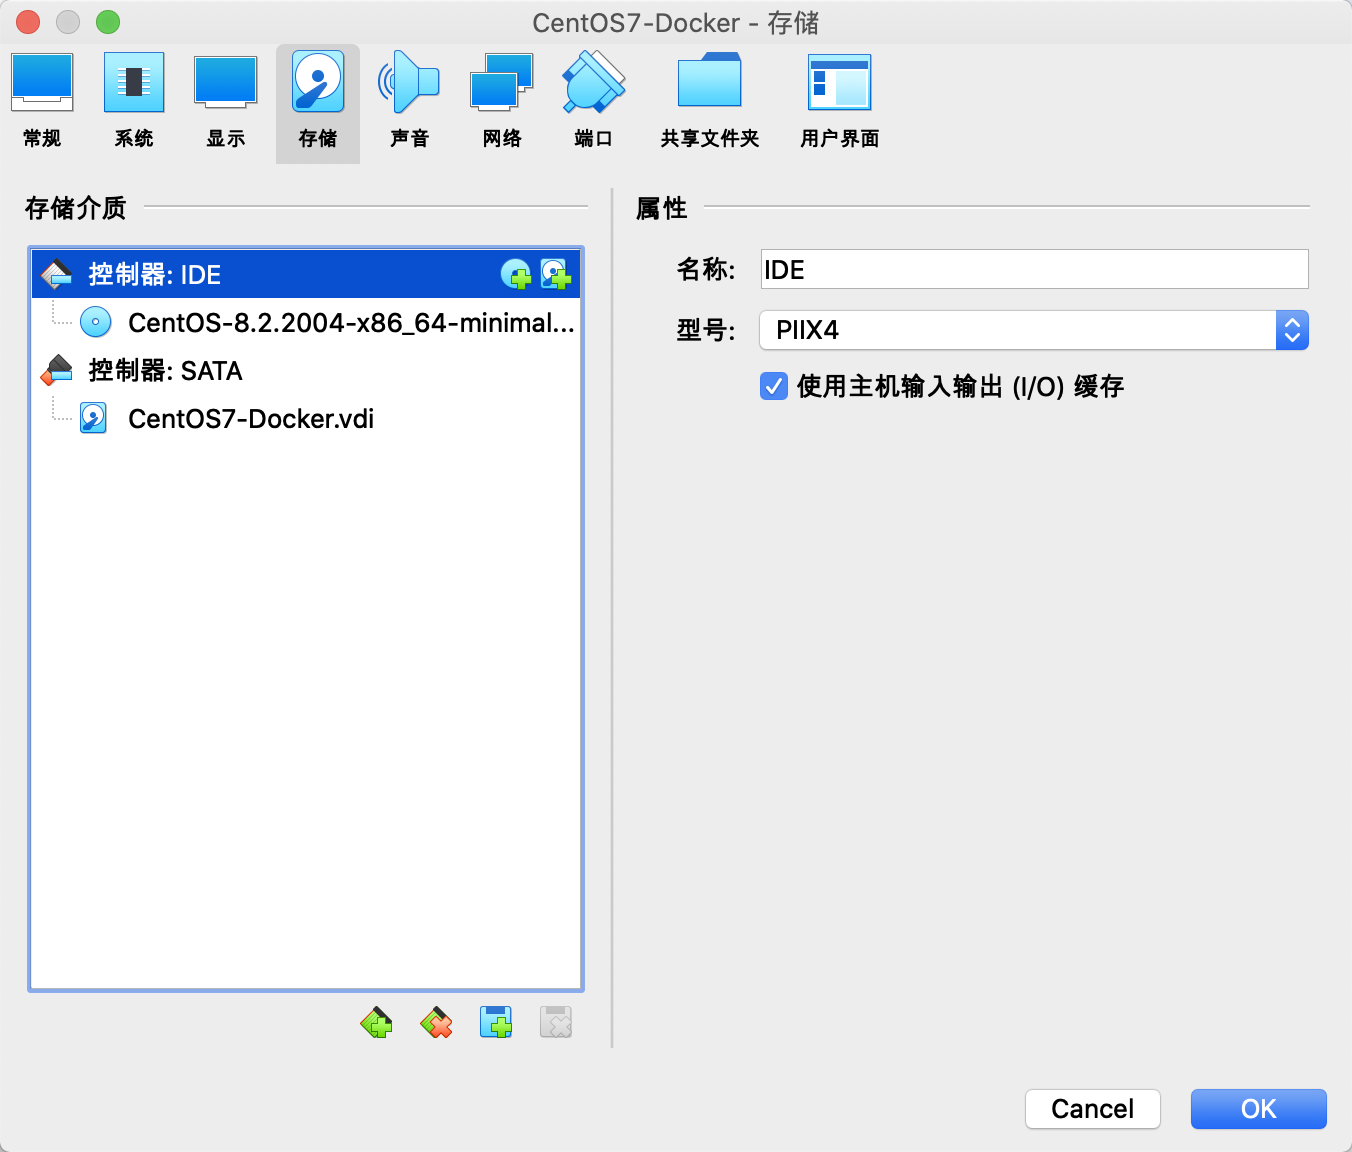 CentOS7-Docker - 存储
常规 系统 显示 存储 声音 网络 端口 共享文件夹 用户界面
存储介质
控制器: IDE
CentOS-8.2.2004-x86_64-minimal...
控制器: SATA
CentOS7-Docker.vdi
属性
名称: IDE
型号: PIIX4
使用主机输入输出 (I/O) 缓存
Cancel OK